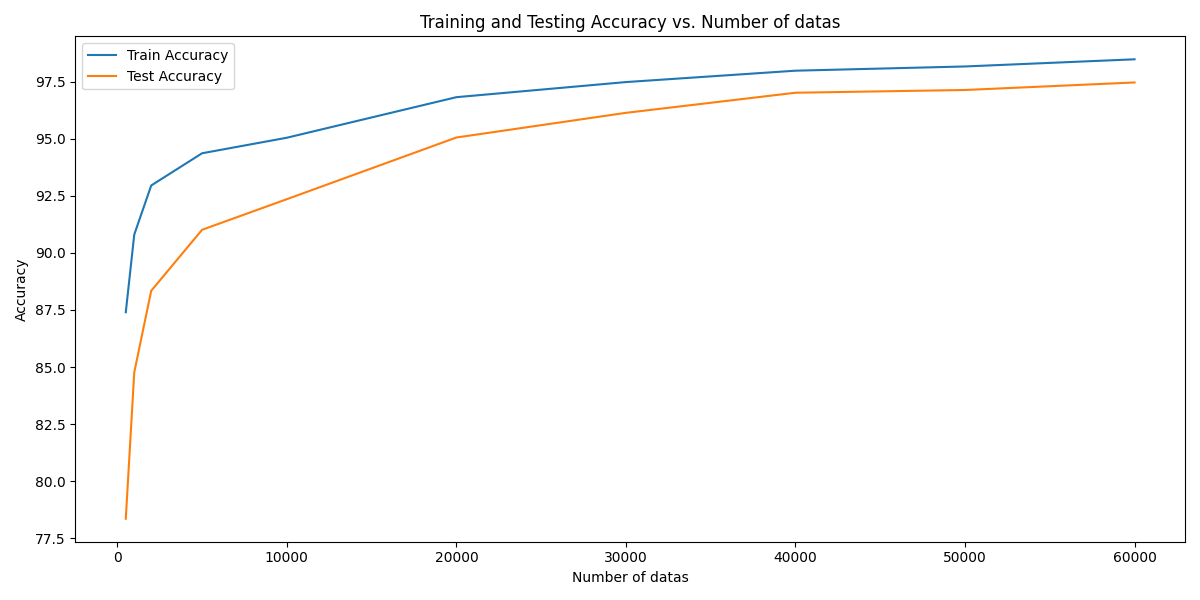 Training and Testing Accuracy vs. Number of datas
Train Accuracy
Test Accuracy
97.5
95.0
92.5
90.0
87.5
85.0
82.5
80.0
77.5
Accuracy
0 10000 20000 30000 40000 50000 60000
Number of datas